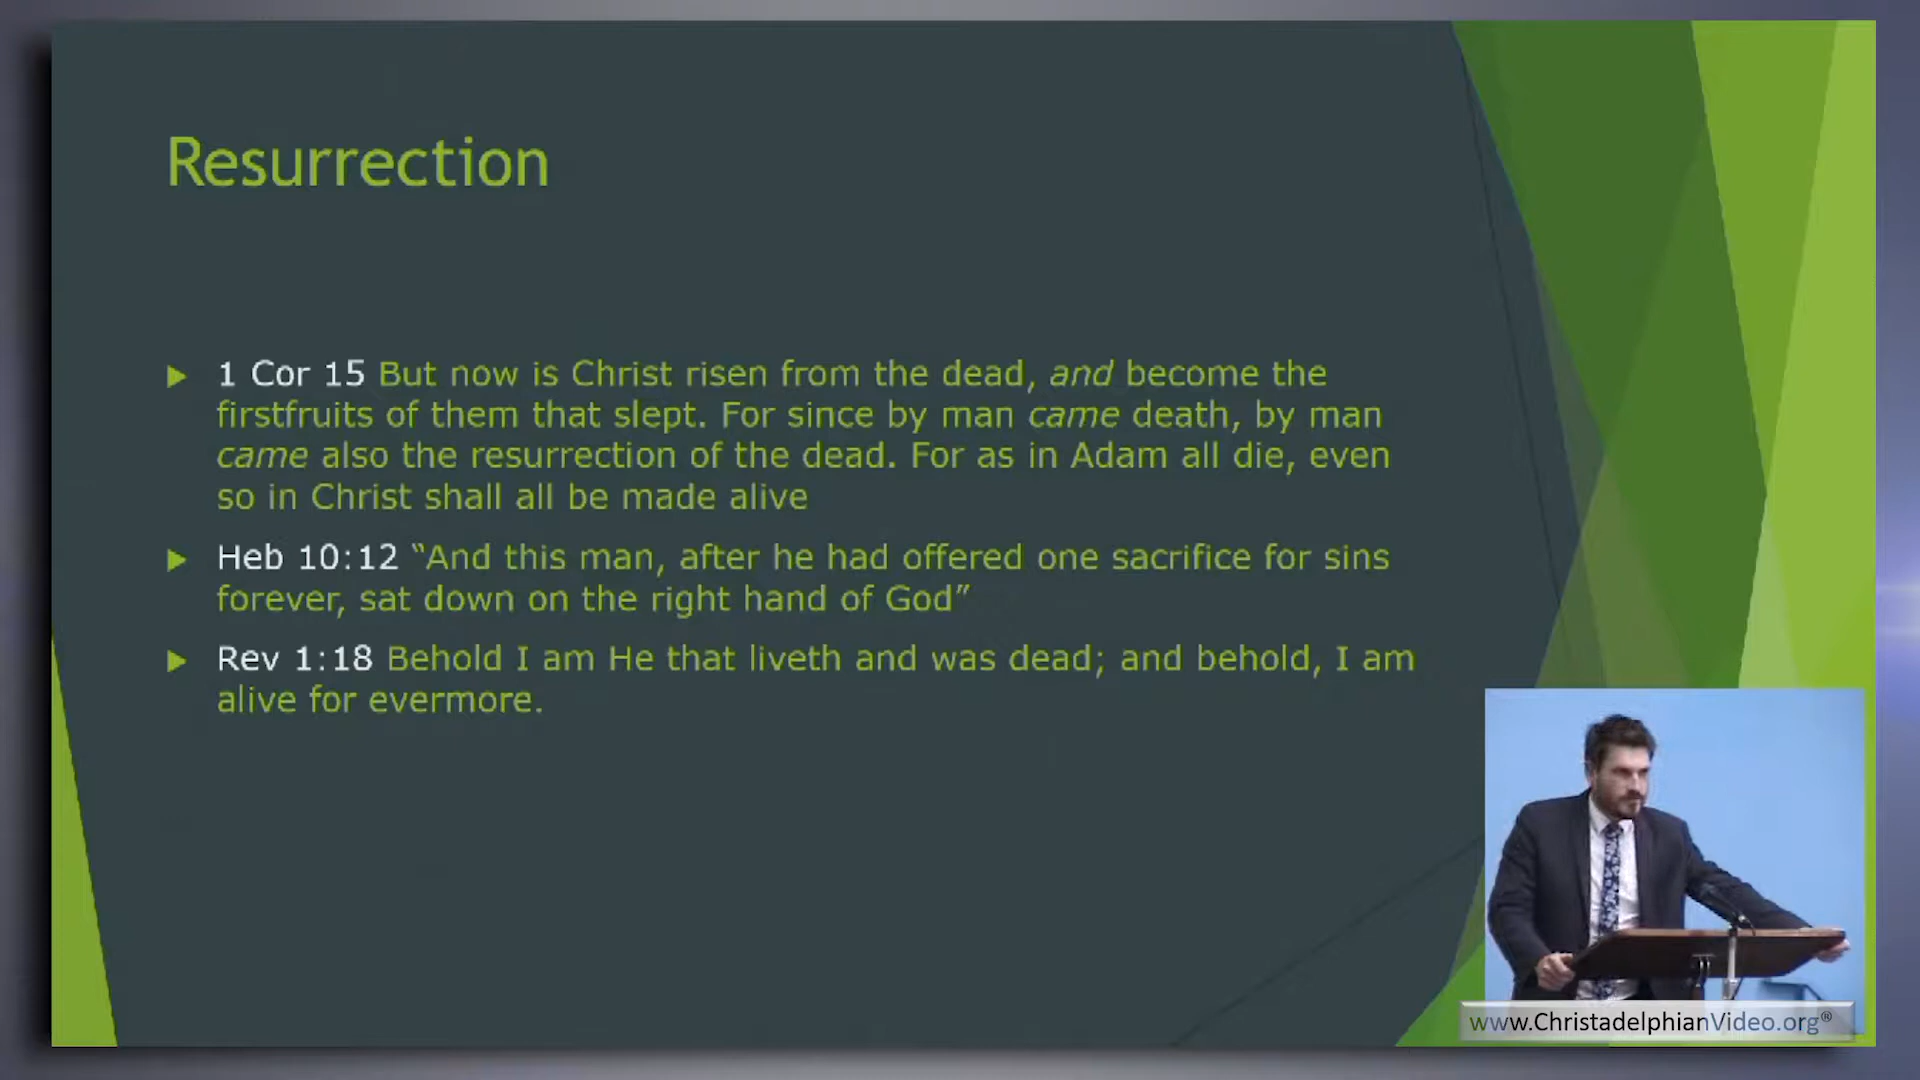 Resurrection
1 Cor 15 But now is Christ risen from the dead, and become the
firstfruits of them that slept. For since by man came death, by man
came also the resurrection of the dead. For as in Adam all die, even
so in Christ shall all be made alive
Heb 10:12 “And this man, after he had offered one sacrifice for sins
forever, sat down on the right hand of God”
Rev 1:18 Behold I am He that liveth and was dead; and behold, I am
alive for evermore.
www.ChristadelphianVideo.org®